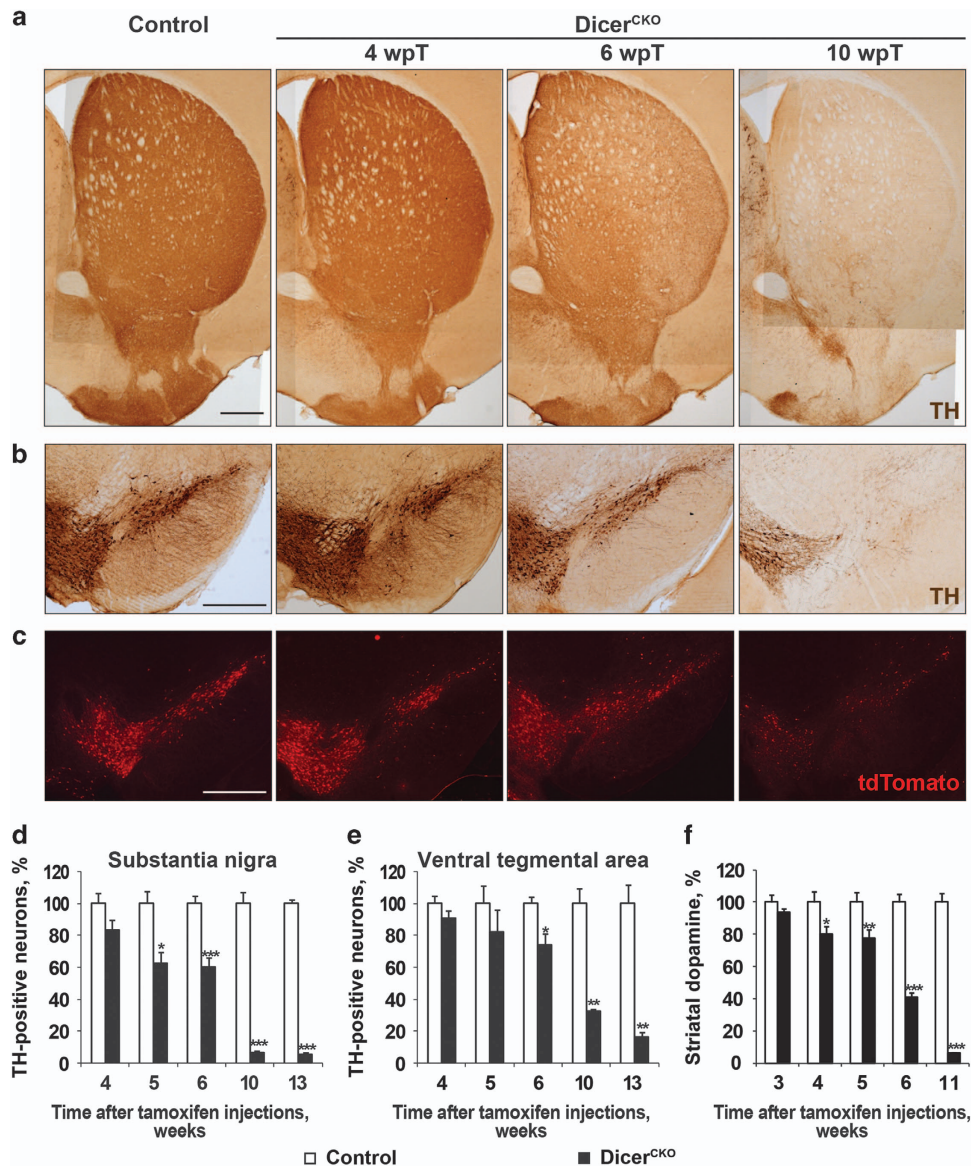 a
Control
Dicer^CKO
4 wpT
6 wpT
10 wpT
TH
b
TH
c
tdTomato
d
Substantia nigra
TH-positive neurons, %
120
100
80
60
40
20
0
*
***
***
***
4 5 6 10 13
Time after tamoxifen injections,
weeks
e
Ventral tegmental area
TH-positive neurons, %
120
100
80
60
40
20
0
*
**
**
4 5 6 10 13
Time after tamoxifen injections,
weeks
f
Striatal dopamine, %
120
100
80
60
40
20
0
*
**
***
***
3 4 5 6 11
Time after tamoxifen injections,
weeks
Control
Dicer^CKO